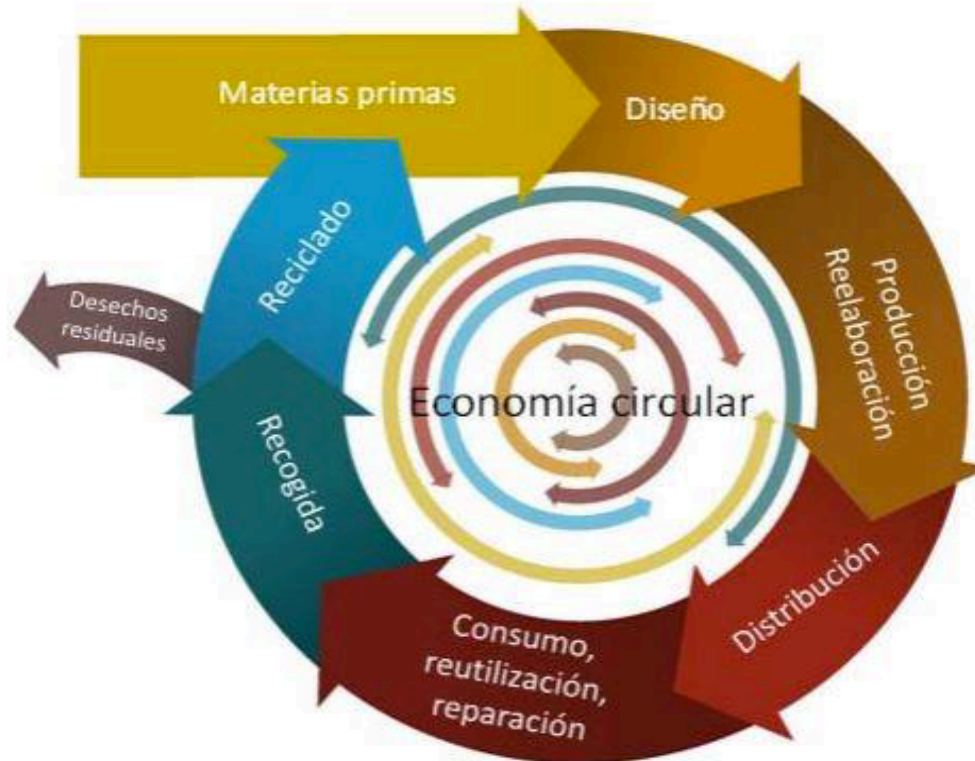 Materias primas
Diseño
Producción
Reelaboración
Distribución
Consumo,
reutilización,
reparación
Recogida
Reciclado
Desechos
residuales
Economía circular